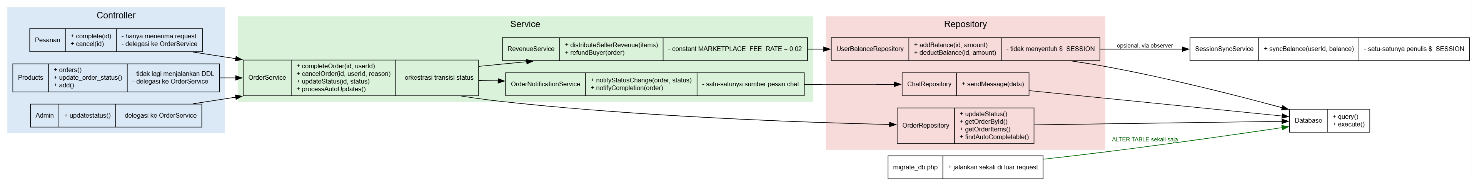 Controller
Pesanan
+ complete(id)
+ cancel(id)
- hanya menerima request
- delegasi ke OrderService
Products
+ orders()
+ update_order_status()
+ add()
- tidak lagi menjalankan DDL
- delegasi ke OrderService
Admin
+ updatestatus()
- delegasi ke OrderService
Service
OrderService
+ completeOrder(id, userId)
+ cancelOrder(id, userId, reason)
+ updateStatus(id, status)
+ processAutoUpdates()
- orkestrasi transisi status
RevenueService
+ distributeSellerRevenue(items)
+ refundBuyer(order)
- constant MARKETPLACE_FEE_RATE = 0.02
OrderNotificationService
+ notifyStatusChange(order, status)
+ notifyCompletion(order)
- satu-satunya sumber pesan chat
Repository
UserBalanceRepository
+ addBalance(id, amount)
+ deductBalance(id, amount)
- tidak menyentuh $_SESSION
ChatRepository
+ sendMessage(data)
OrderRepository
+ updateStatus()
+ getOrderById()
+ getOrderItems()
+ findAutoCompletable()
opsional, via observer
SessionSyncService
+ syncBalance(userId, balance)
- satu-satunya penulis $_SESSION
Database
+ query()
+ execute()
ALTER TABLE sekali saja
migrate_db.php
+ jalankan sekali di luar request